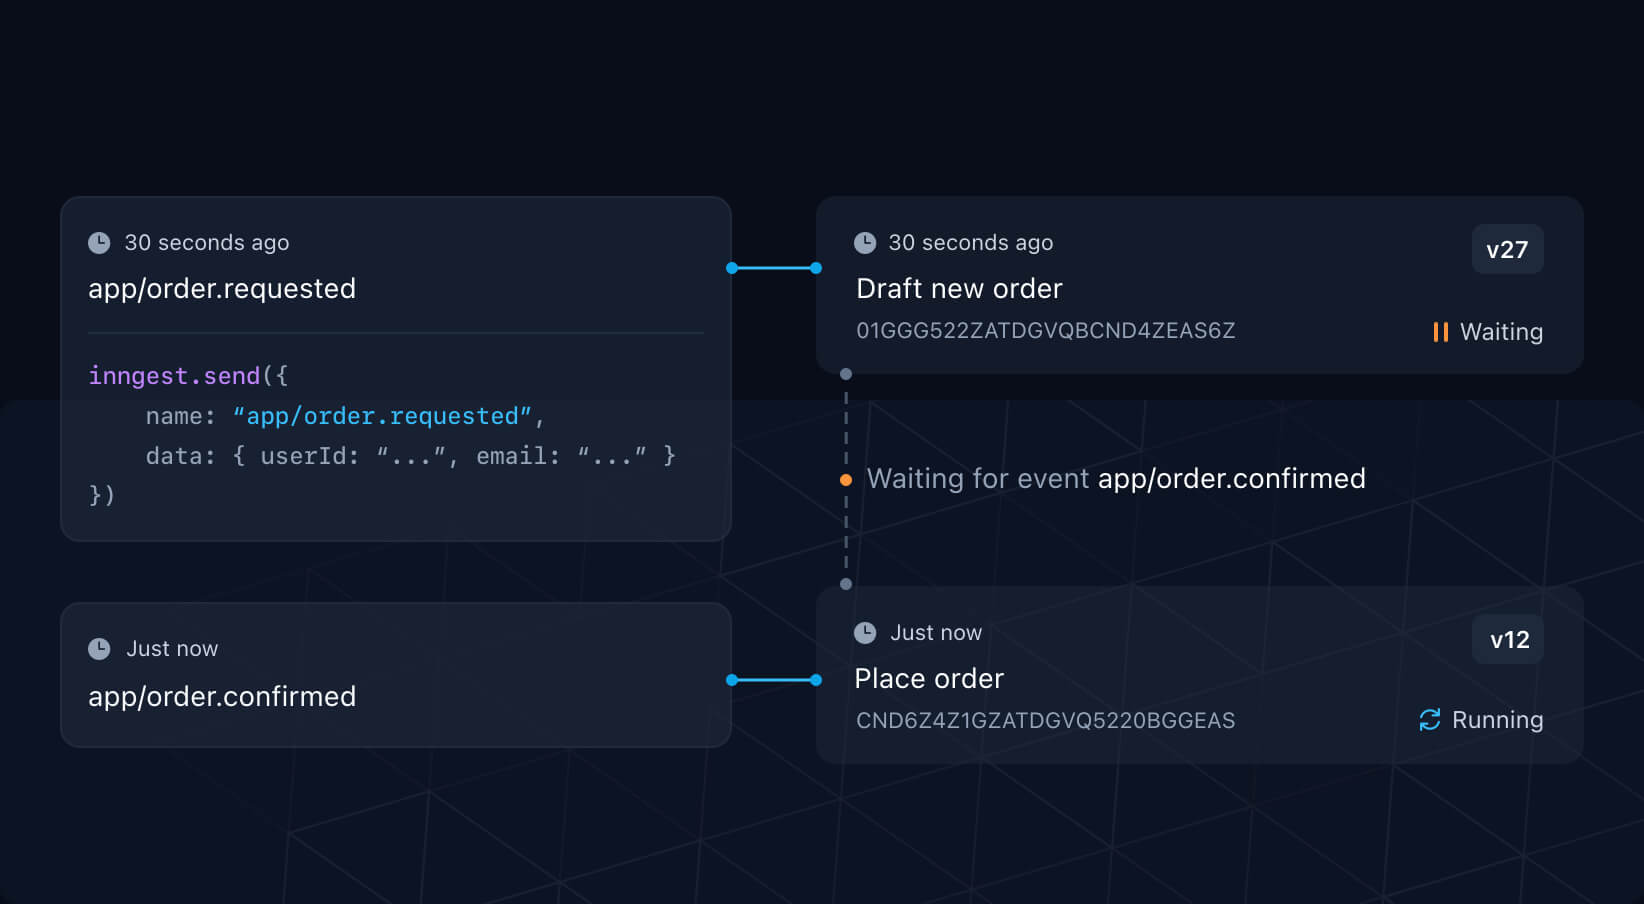 30 seconds ago
app/order.requested
inngest.send({
    name: “app/order.requested”,
    data: { userId: “...”, email: “...” }
})
30 seconds ago
v27
Draft new order
01GGG522ZATDGVQBCND4ZEAS6Z
Waiting
Waiting for event app/order.confirmed
Just now
app/order.confirmed
Just now
v12
Place order
CND6Z4Z1GZATDGVQ5220BGGEAS
Running